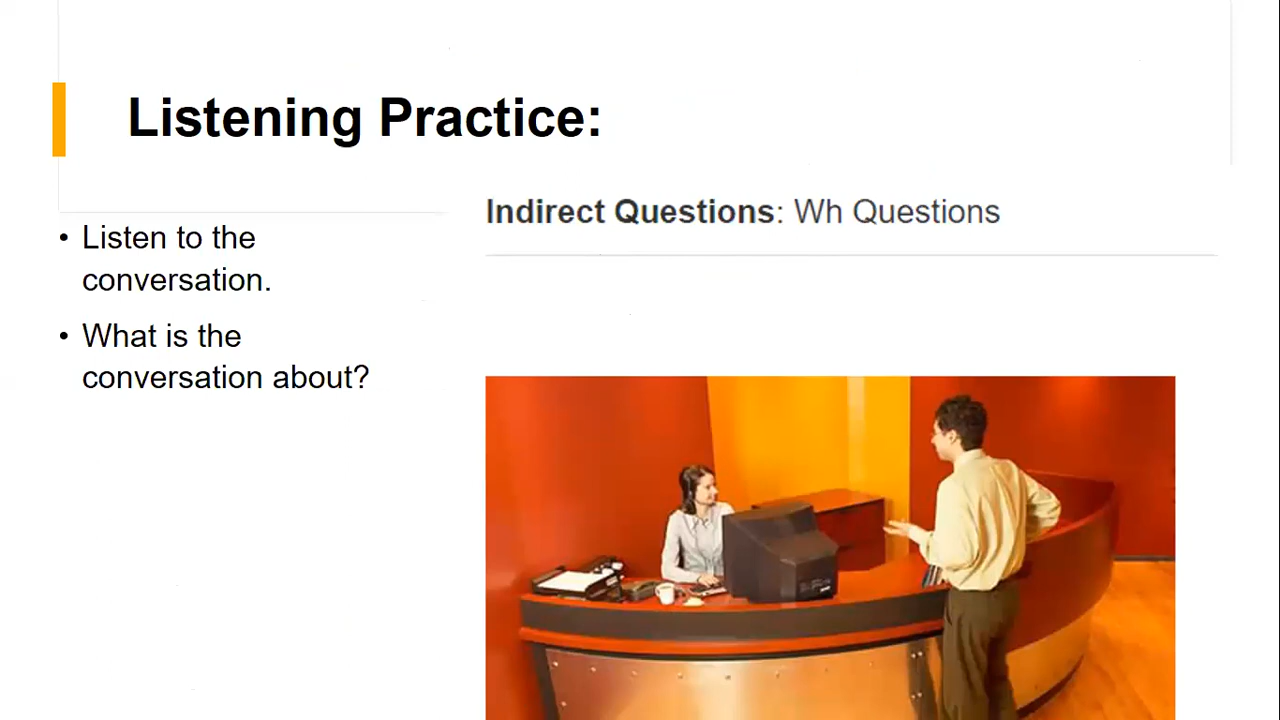 Listening Practice:
Indirect Questions: Wh Questions
• Listen to the
conversation.
• What is the
conversation about?